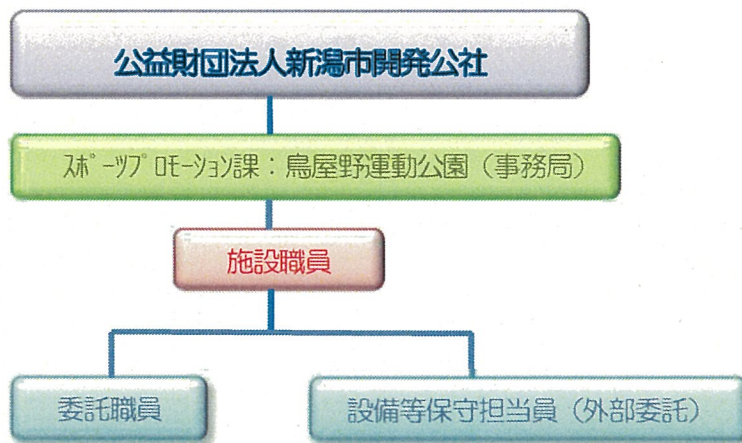 公益財団法人新潟市開発公社
ｽﾎﾟｰﾂﾌﾟﾛﾓｰｼｮﾝ課：鳥屋野運動公園（事務局）
施設職員
委託職員
設備等保守担当員（外部委託）